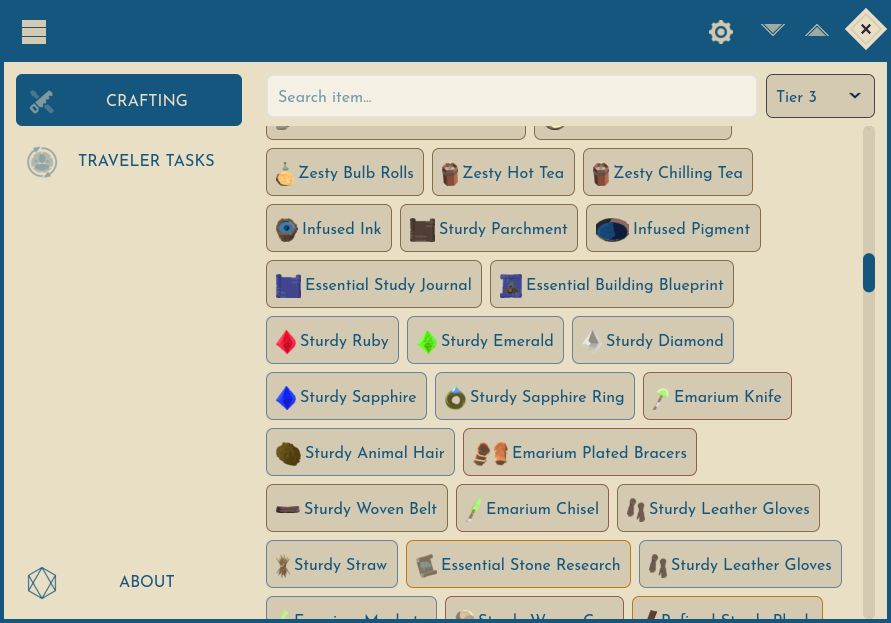 CRAFTING
TRAVELER TASKS
ABOUT
Search item...
Tier 3
Zesty Bulb Rolls
Zesty Hot Tea
Zesty Chilling Tea
Infused Ink
Sturdy Parchment
Infused Pigment
Essential Study Journal
Essential Building Blueprint
Sturdy Ruby
Sturdy Emerald
Sturdy Diamond
Sturdy Sapphire
Sturdy Sapphire Ring
Emarium Knife
Sturdy Animal Hair
Emarium Plated Bracers
Sturdy Woven Belt
Emarium Chisel
Sturdy Leather Gloves
Sturdy Straw
Essential Stone Research
Sturdy Leather Gloves